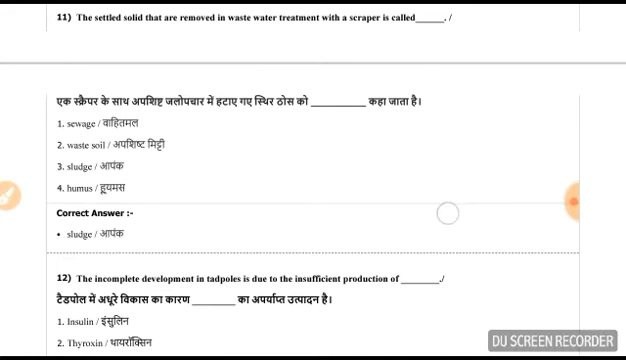 11) The settled solid that are removed in waste water treatment with a scraper is called_______. /
एक स्क्रैपर के साथ अपशिष्ट जलोपचार में हटाए गए स्थिर ठोस को __________ कहा जाता है।
1. sewage / वाहितमल
2. waste soil / अपशिष्ट मिट्टी
3. sludge / आपंक
4. humus / ह्यूमस
Correct Answer :-
• sludge / आपंक
12) The incomplete development in tadpoles is due to the insufficient production of ________./
टैडपोल में अधूरे विकास का कारण ________ का अपर्याप्त उत्पादन है।
1. Insulin / इंसुलिन
2. Thyroxin / थायरॉक्सिन
DU SCREEN RECORDER